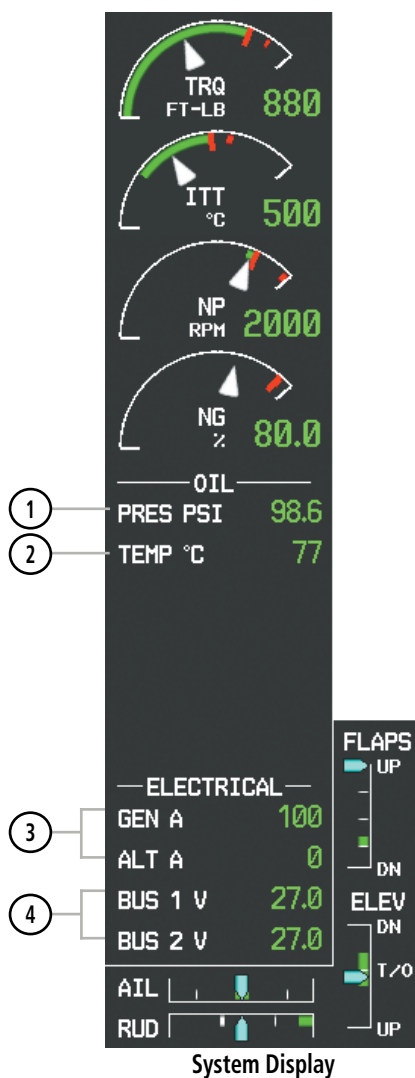 TRQ
FT-LB 880
ITT
°C 500
NP
RPM 2000
NG
% 80.0
OIL
1 PRES PSI 98.6
2 TEMP °C 77
ELECTRICAL
3 GEN A 100
ALT A 0
4 BUS 1 V 27.0
BUS 2 V 27.0
FLAPS
UP
DN
ELEV
DN
T/O
UP
AIL
RUD
System Display